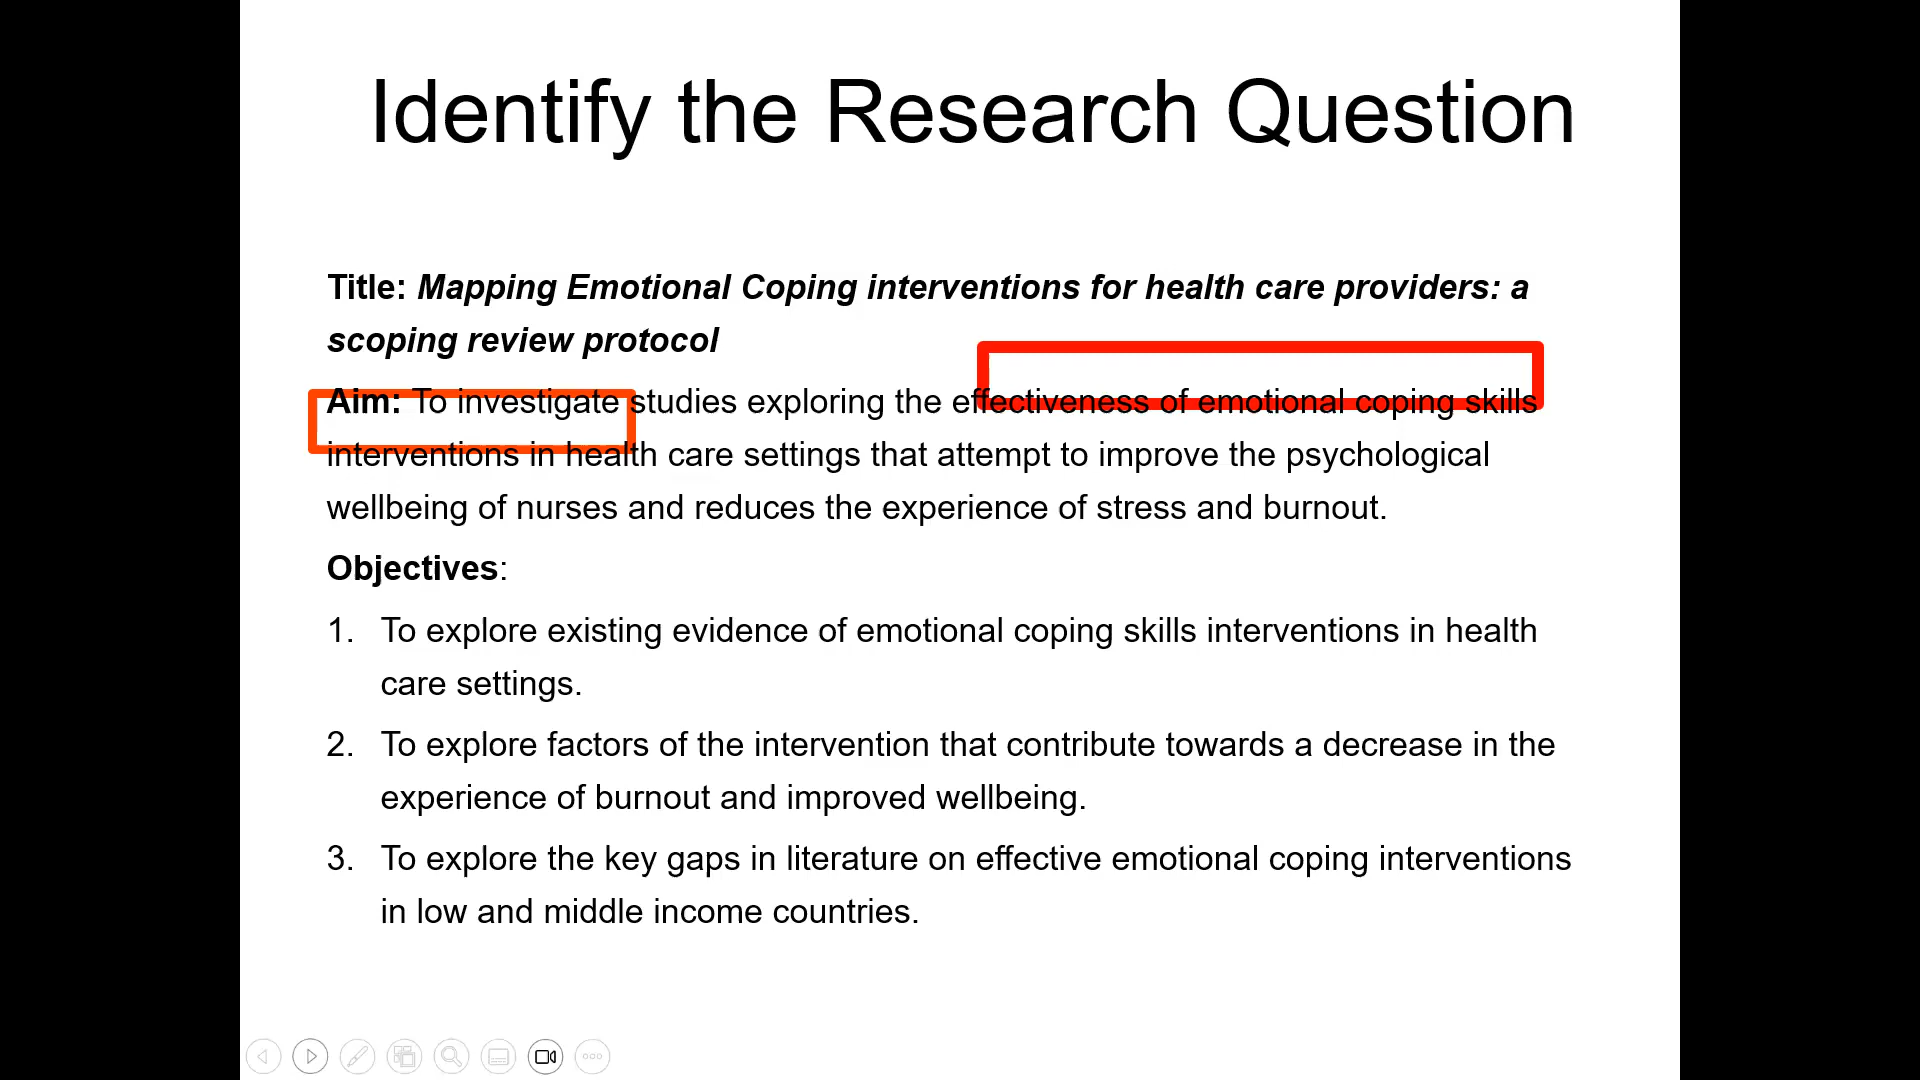 Identify the Research Question
Title: Mapping Emotional Coping interventions for health care providers: a
scoping review protocol
Aim: To investigate studies exploring the effectiveness of emotional coping skills
interventions in health care settings that attempt to improve the psychological
wellbeing of nurses and reduces the experience of stress and burnout.
Objectives:
1. To explore existing evidence of emotional coping skills interventions in health
care settings.
2. To explore factors of the intervention that contribute towards a decrease in the
experience of burnout and improved wellbeing.
3. To explore the key gaps in literature on effective emotional coping interventions
in low and middle income countries.